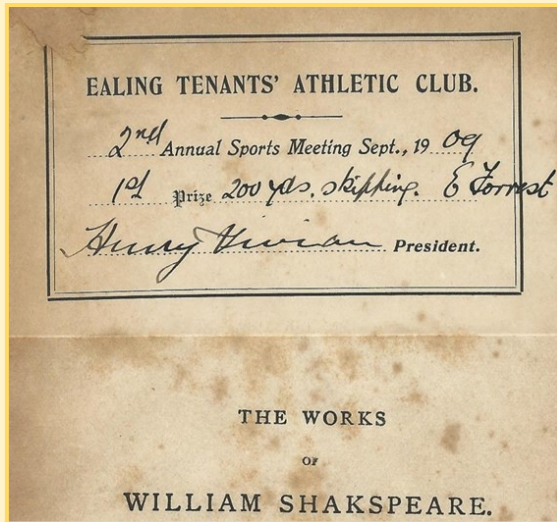 EALING TENANTS' ATHLETIC CLUB.
2nd Annual Sports Meeting Sept., 1909
1st Prize 200 yds. skipping. E Forrest
Henry Vivian President.
THE WORKS
OF
WILLIAM SHAKSPEARE.